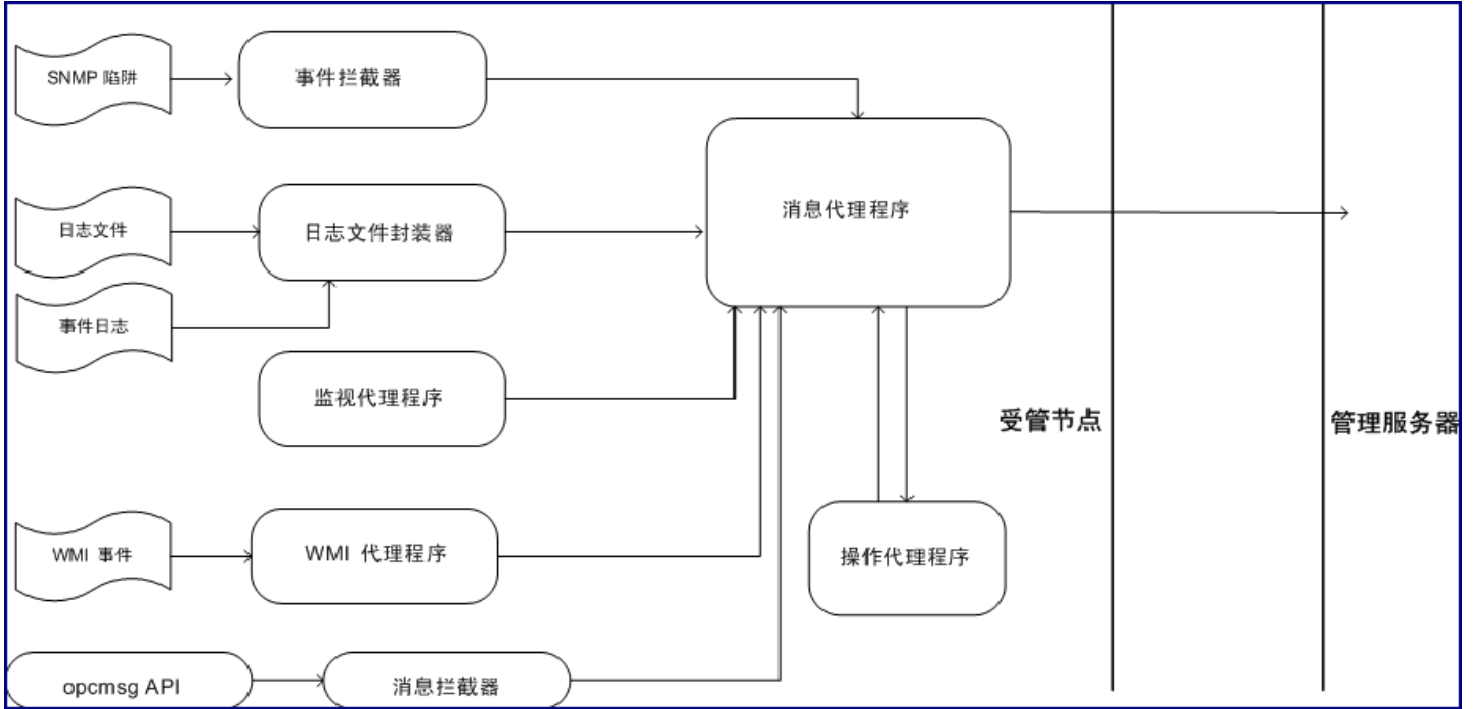 SNMP 陷阱
事件拦截器
消息代理程序
日志文件
日志文件封装器
事件日志
监视代理程序
受管节点
管理服务器
WMI 事件
WMI 代理程序
操作代理程序
opcmsg API
消息拦截器